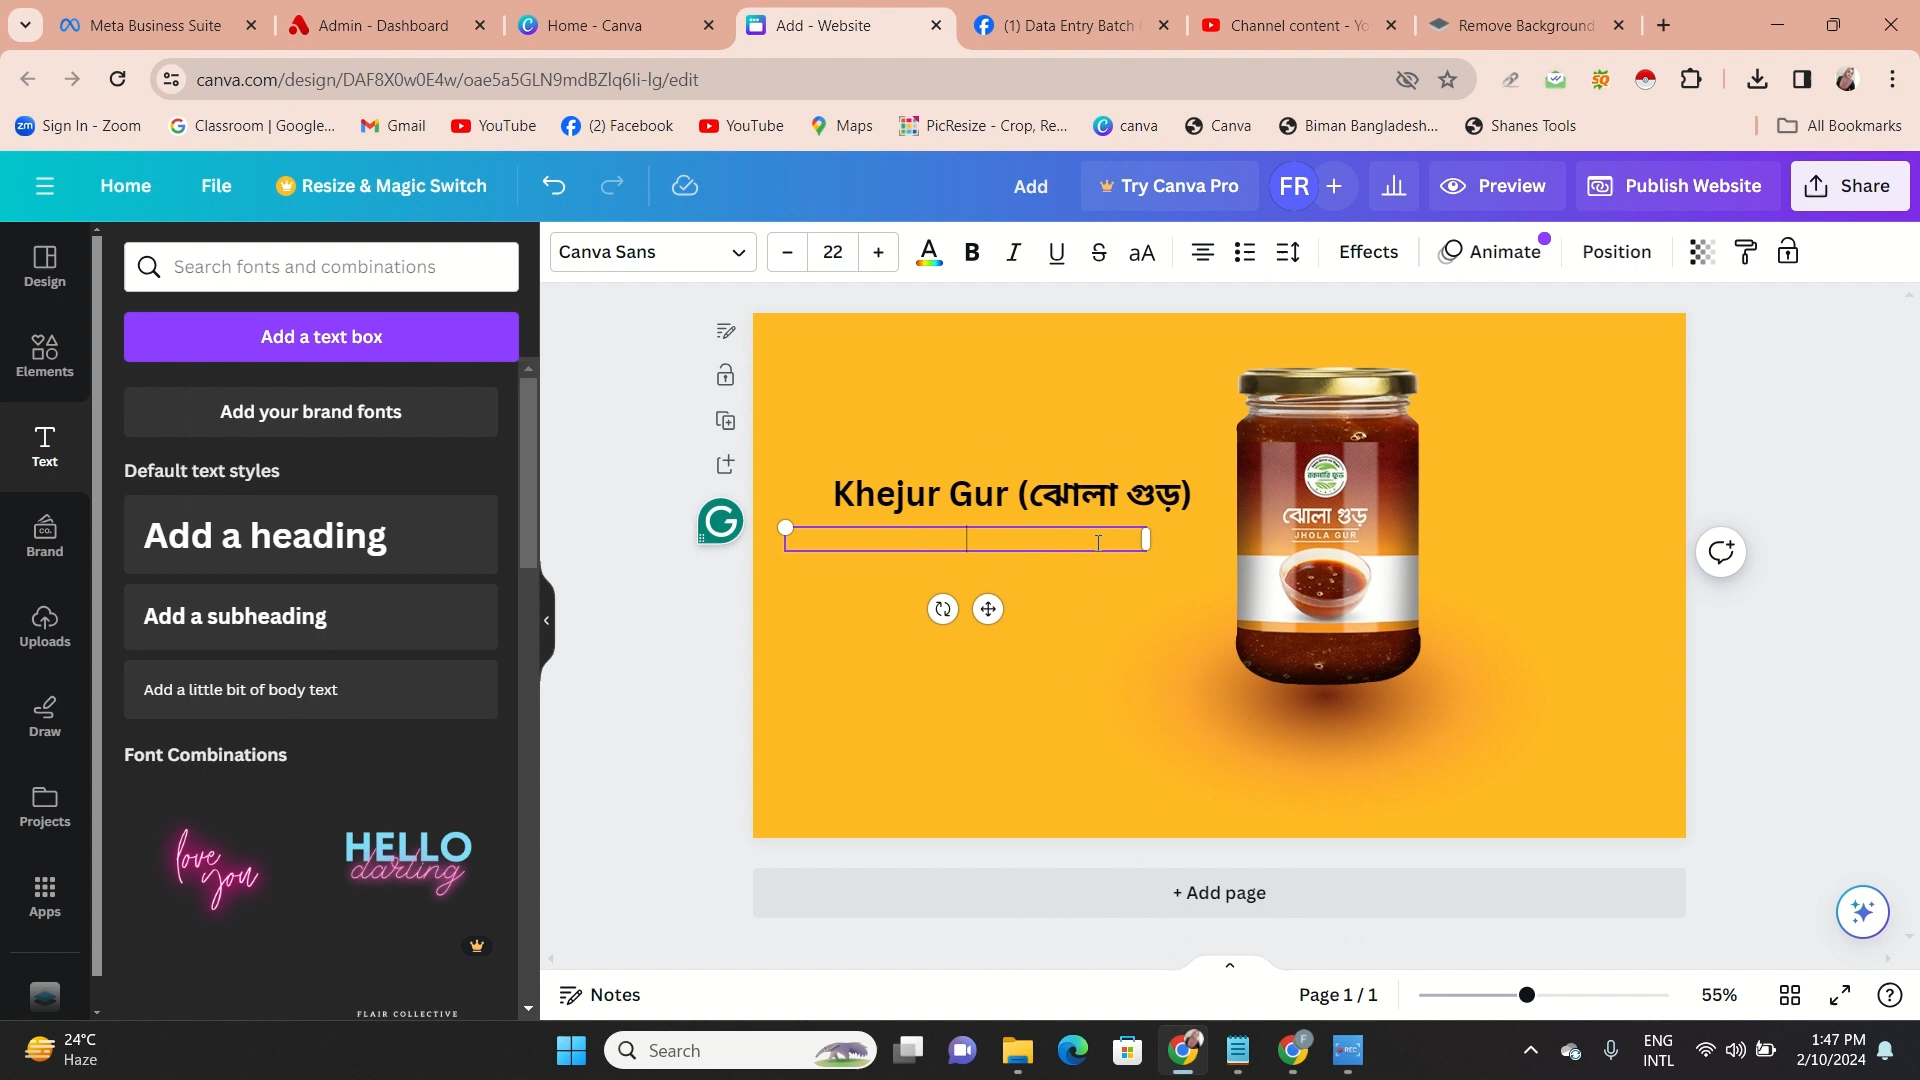 Meta Business Suite
Admin - Dashboard
Home - Canva
Add - Website
(1) Data Entry Batch
Channel content - Yo
Remove Background
canva.com/design/DAF8X0w0E4w/oae5a5GLN9mdBZlq6Ii-lg/edit
zm Sign In - Zoom
Classroom | Google...
Gmail
YouTube
(2) Facebook
YouTube
Maps
PicResize - Crop, Re...
canva
Canva
Biman Bangladesh...
Shanes Tools
All Bookmarks
Home
File
Resize & Magic Switch
Add
Try Canva Pro
FR
Preview
Publish Website
Share
Design
Elements
Text
Brand
Uploads
Draw
Projects
Apps
Search fonts and combinations
Add a text box
Add your brand fonts
Default text styles
Add a heading
Add a subheading
Add a little bit of body text
Font Combinations
love you
HELLO
darling
FLAIR COLLECTIVE
Canva Sans
22
aA
Effects
Animate
Position
Khejur Gur (ঝোলা গুড়)
ঝোলা গুড়
JHOLA GUR
+ Add page
Notes
Page 1 / 1
55%
24°C
Haze
Search
REC
ENG
INTL
1:47 PM
2/10/2024